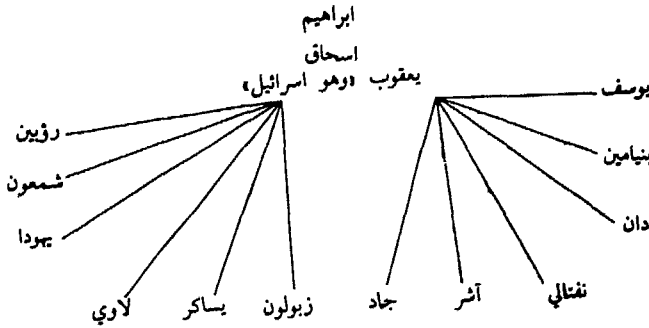 ابراهيم
اسحاق
يعقوب «وهو اسرائيل»
يوسف
بنيامين
دان
نفتالي
آشر
جاد
زبولون
يساكر
لاوي
يهودا
شمعون
رؤبين